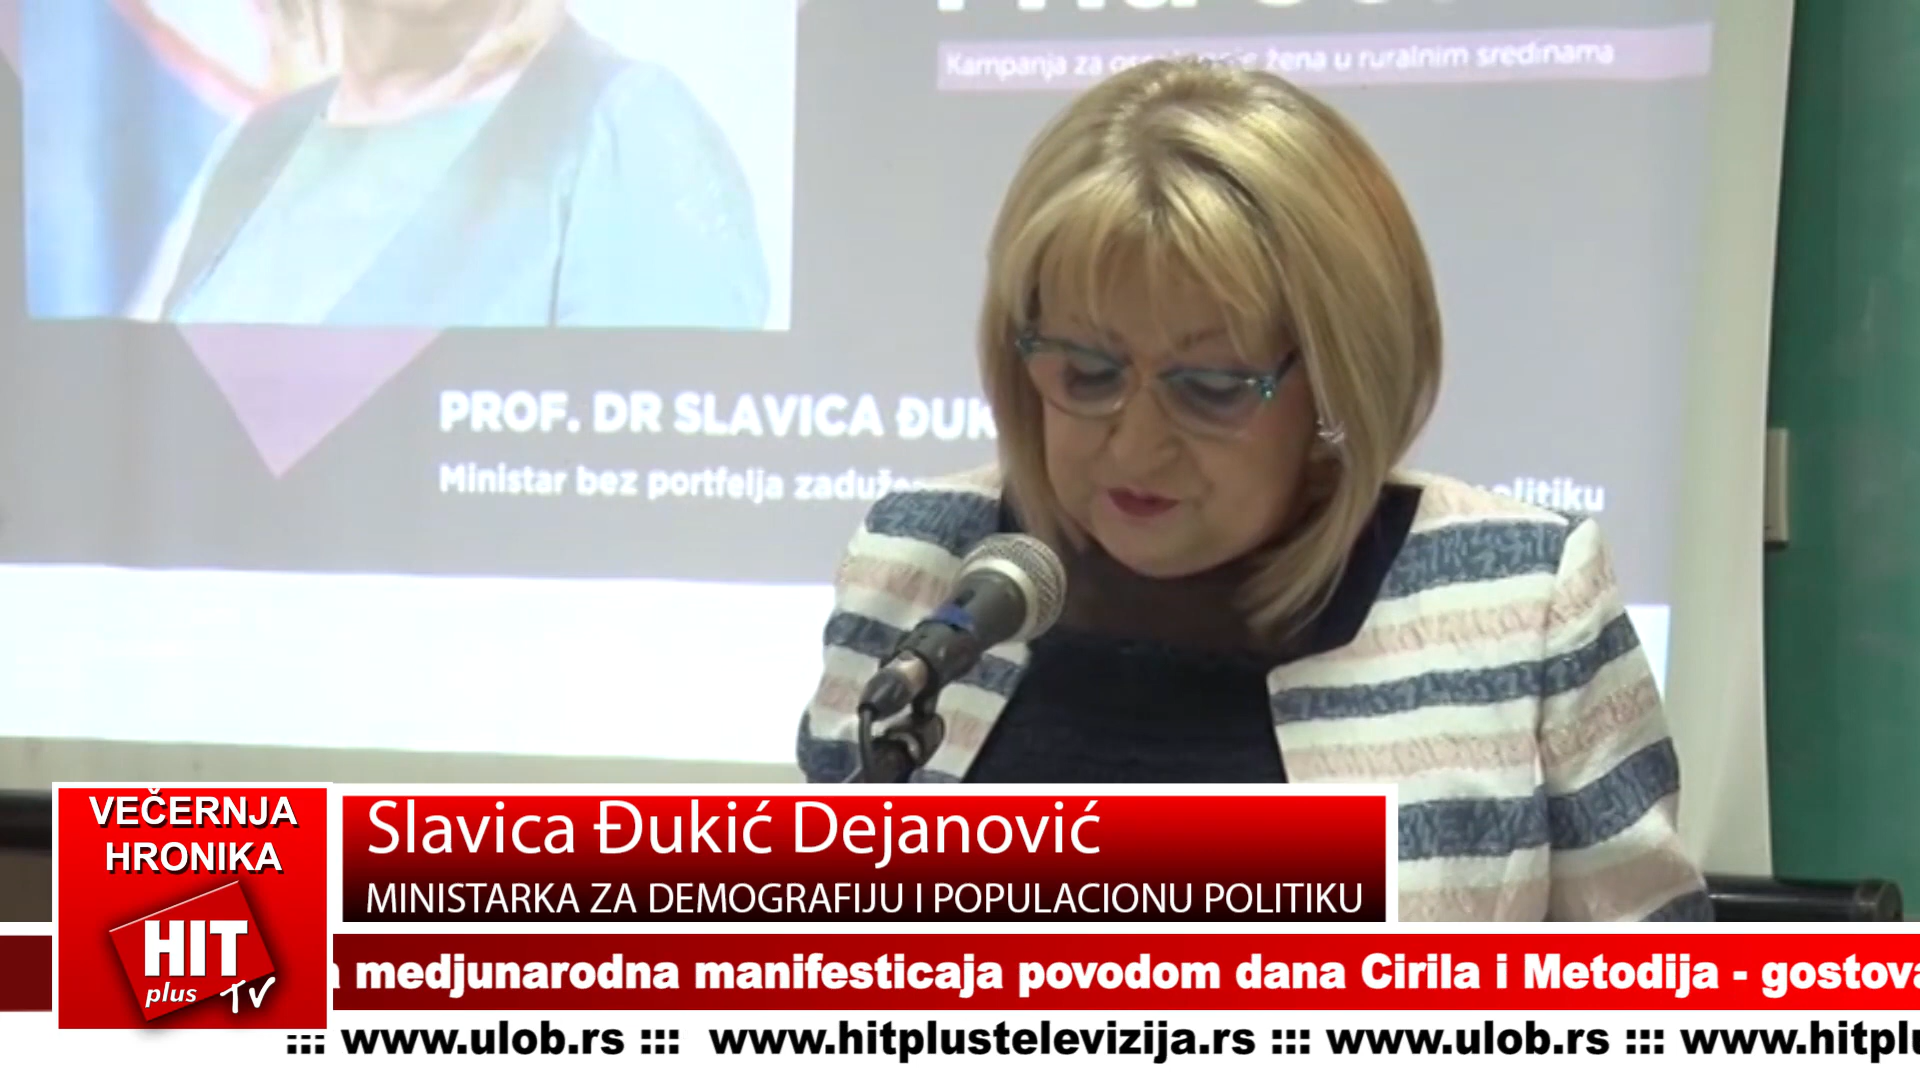 Kampanja za žena u ruralnim sredinama
PROF. DR SLAVICA ĐUK
Ministar bez portfelja politiku
VEČERNJA
HRONIKA
HIT
plus TV
Slavica Đukić Dejanović
MINISTARKA ZA DEMOGRAFIJU I POPULACIONU POLITIKU
medjunarodna manifesticaja povodom dana Cirila i Metodija - gostova
::: www.ulob.rs ::: www.hitplustelevizija.rs ::: www.ulob.rs ::: www.hitplu